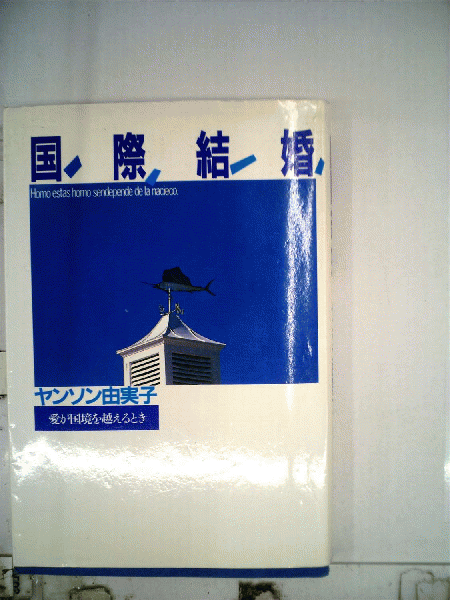 国際結婚
Homo estas homo sendepende de la nacieço.
ヤンソン由実子
愛が国境を越えるとき